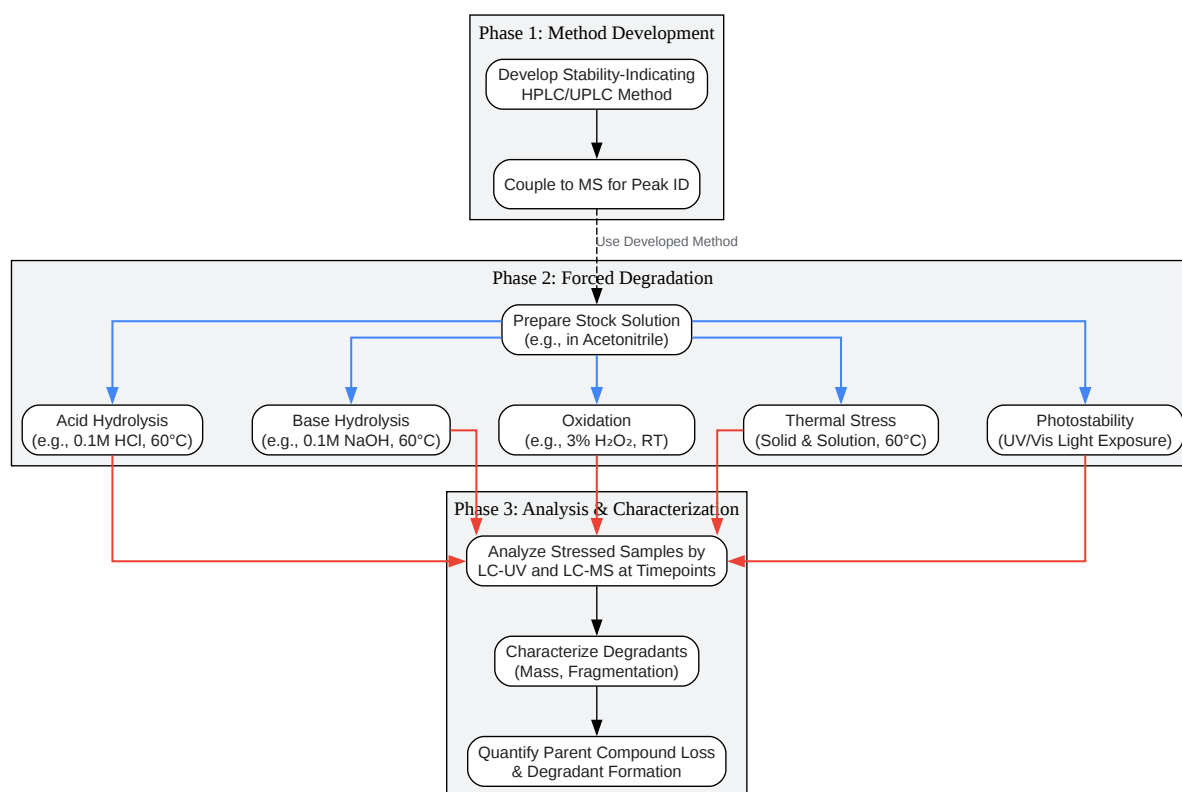 Phase 1: Method Development
Develop Stability-Indicating
HPLC/UPLC Method
Couple to MS for Peak ID
Use Developed Method
Phase 2: Forced Degradation
Prepare Stock Solution
(e.g., in Acetonitrile)
Acid Hydrolysis
(e.g., 0.1M HCl, 60°C)
Base Hydrolysis
(e.g., 0.1M NaOH, 60°C)
Oxidation
(e.g., 3% H₂O₂, RT)
Thermal Stress
(Solid & Solution, 60°C)
Photostability
(UV/Vis Light Exposure)
Phase 3: Analysis & Characterization
Analyze Stressed Samples by
LC-UV and LC-MS at Timepoints
Characterize Degradants
(Mass, Fragmentation)
Quantify Parent Compound Loss
& Degradant Formation